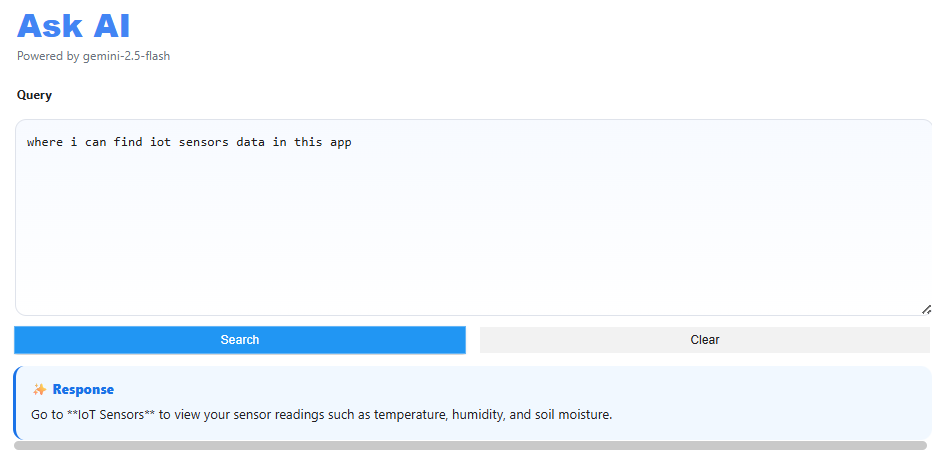 Ask AI
Powered by gemini-2.5-flash
Query
where i can find iot sensors data in this app
Search
Clear
✨ Response
Go to **IoT Sensors** to view your sensor readings such as temperature, humidity, and soil moisture.